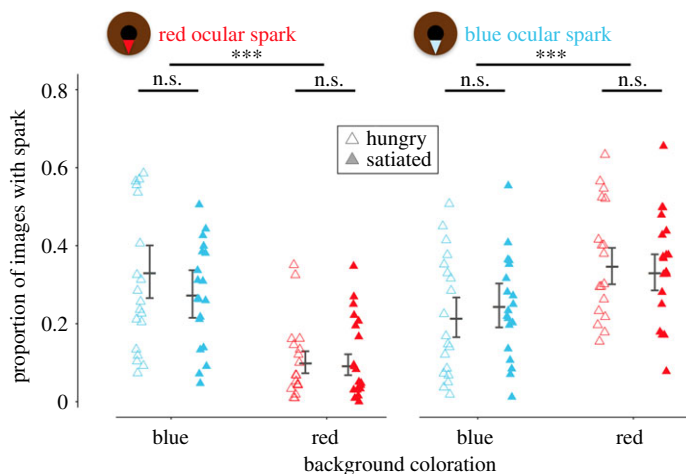 red ocular spark
blue ocular spark
***
***
n.s.
n.s.
n.s.
n.s.
0.8
0.6
0.4
0.2
0
proportion of images with spark
hungry
satiated
blue
red
blue
red
background coloration